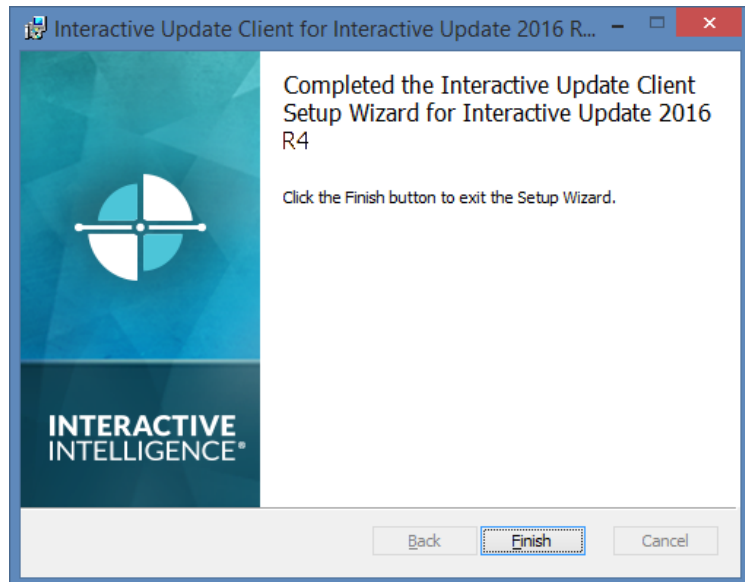 Interactive Update Client for Interactive Update 2016 R...
Completed the Interactive Update Client
Setup Wizard for Interactive Update 2016
R4
Click the Finish button to exit the Setup Wizard.
INTERACTIVE
INTELLIGENCE®
Back Finish Cancel